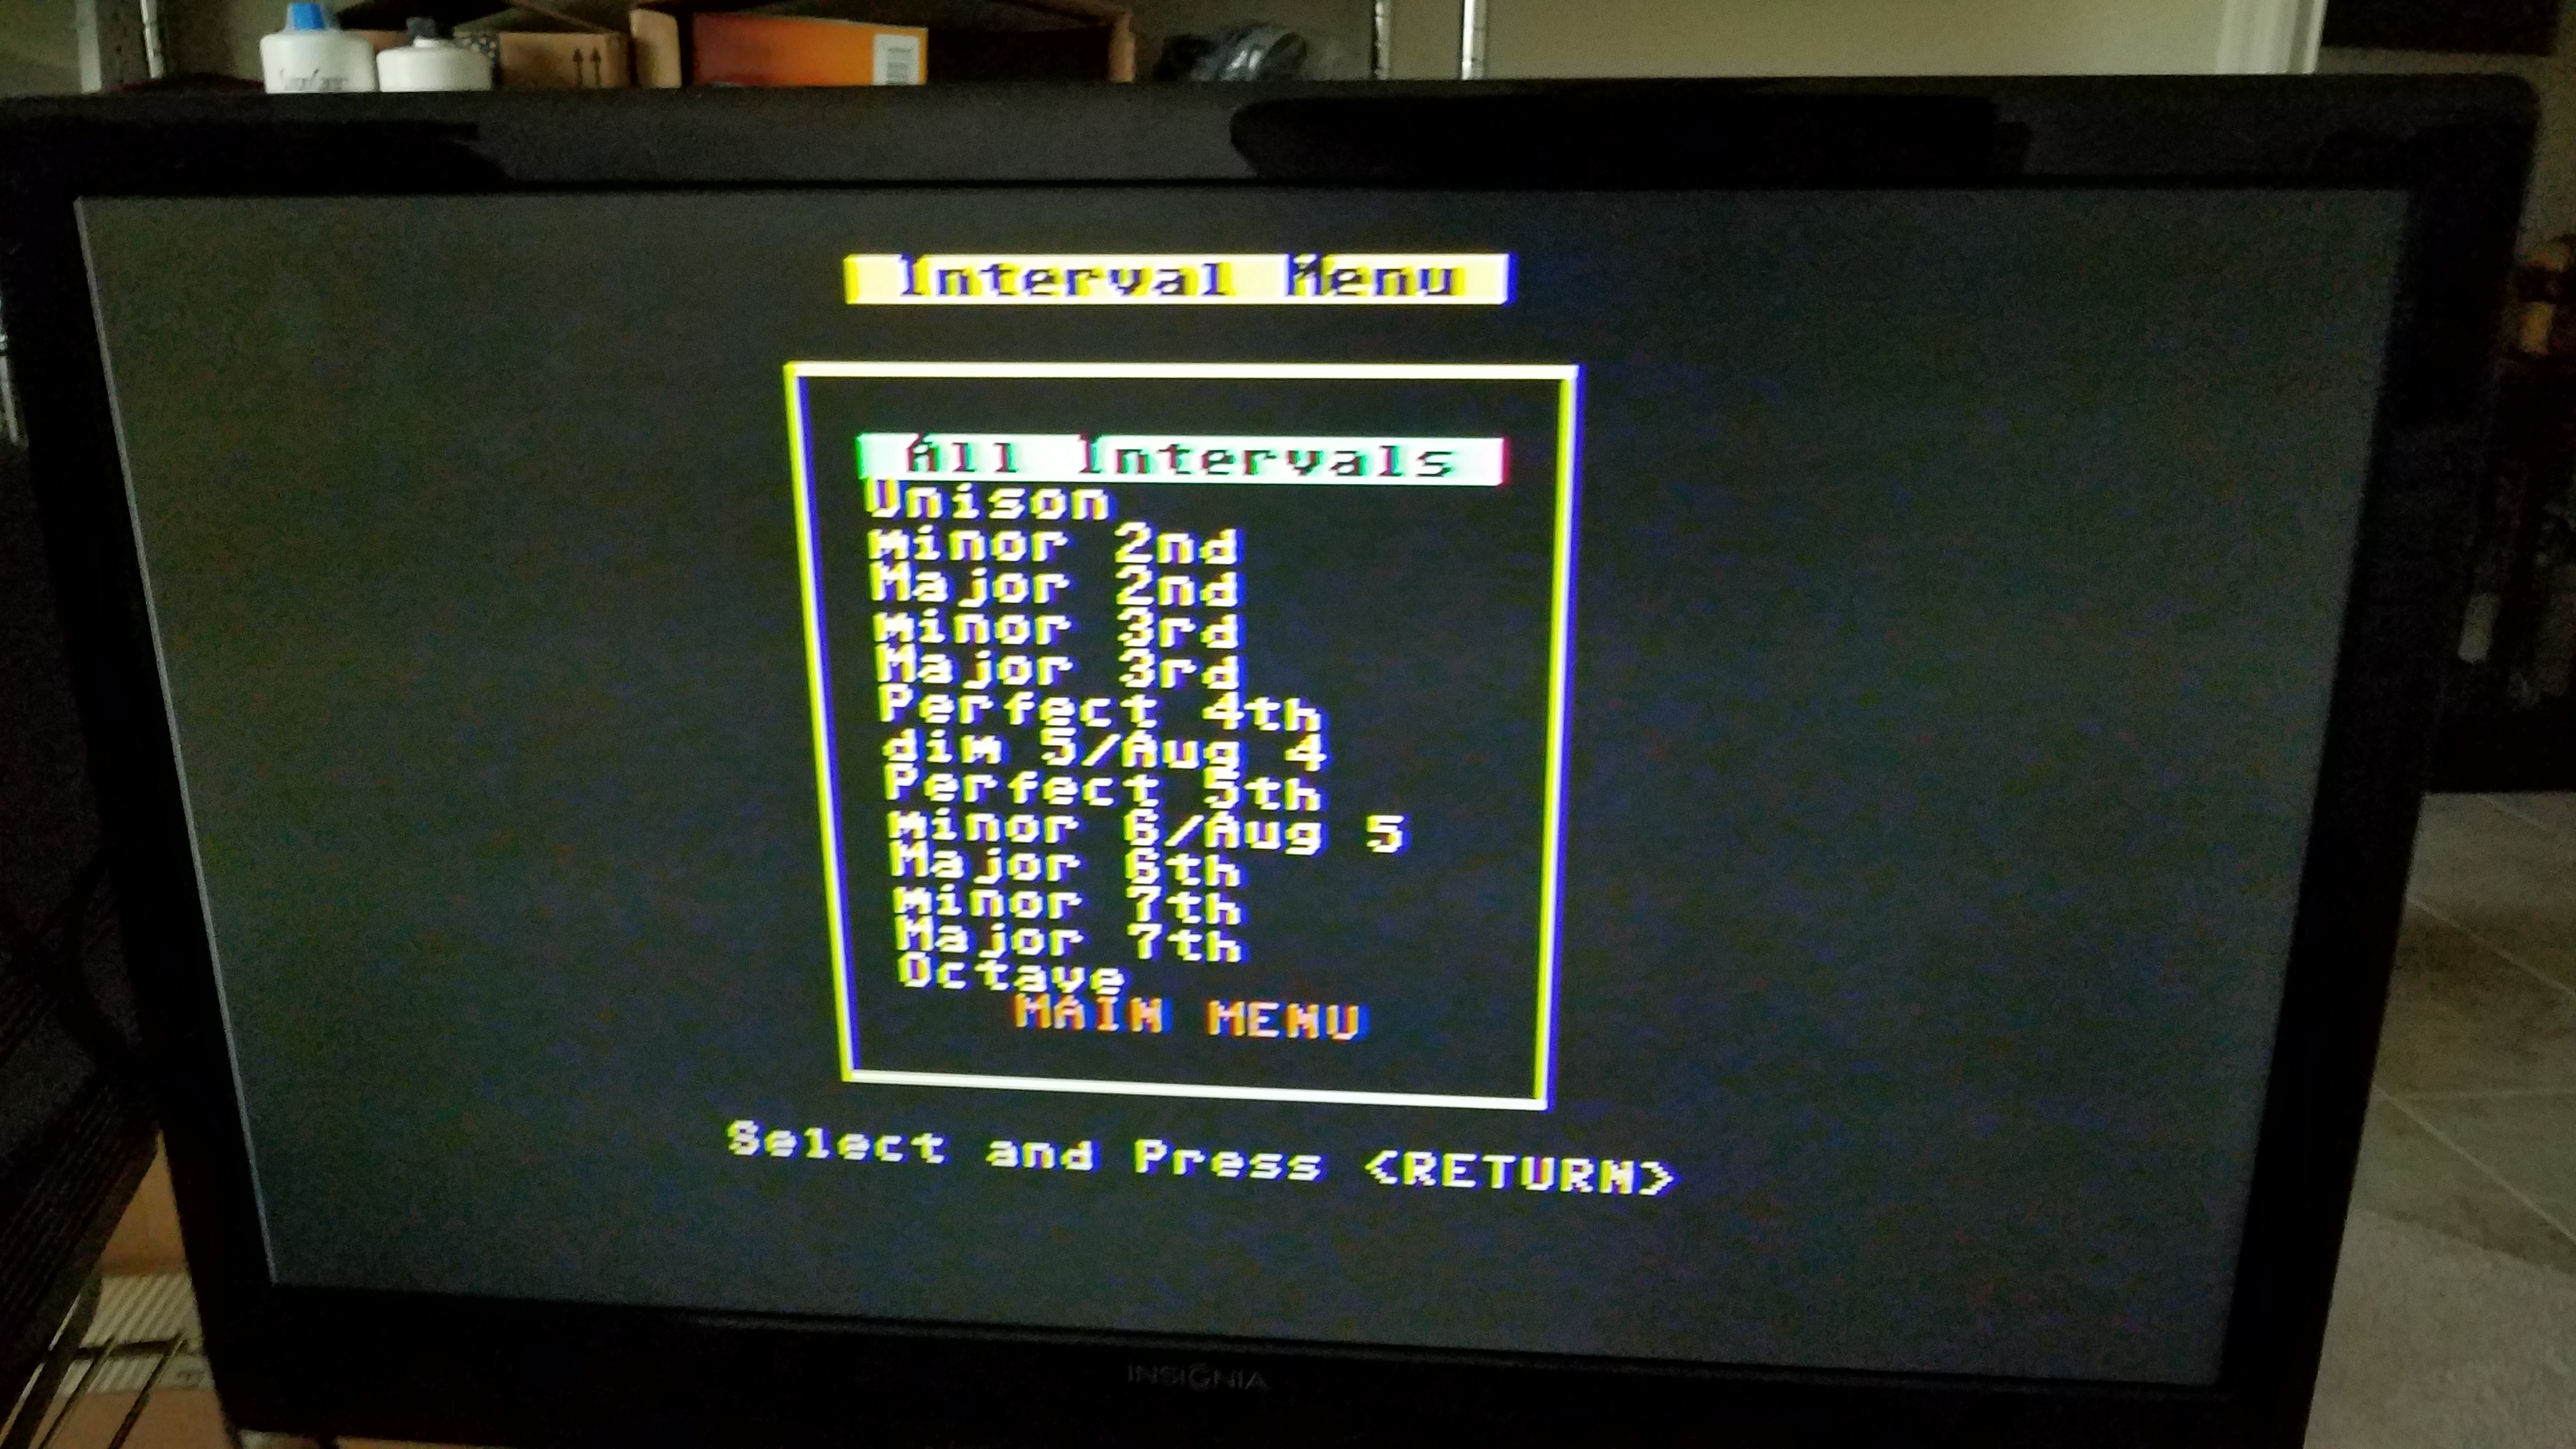 Interval Menu
All Intervals
Unison
minor 2nd
Major 2nd
minor 3rd
Major 3rd
Perfect 4th
dim 5/Aug 4
Perfect 5th
minor 6/Aug 5
Major 6th
minor 7th
Major 7th
Octave
MAIN MENU
Select and Press <RETURN>
INSIGNIA